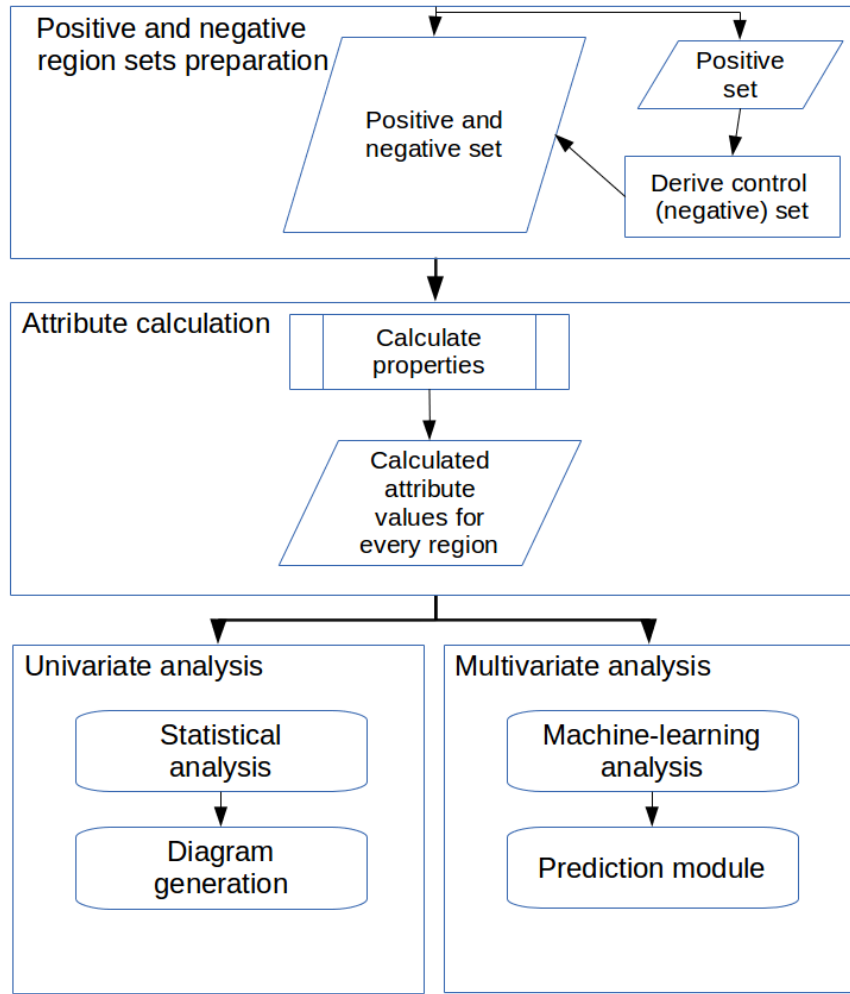 Positive and negative
region sets preparation
Positive and
negative set
Positive
set
Derive control
(negative) set
Attribute calculation
Calculate
properties
Calculated
attribute
values for
every region
Univariate analysis
Statistical
analysis
Diagram
generation
Multivariate analysis
Machine-learning
analysis
Prediction module